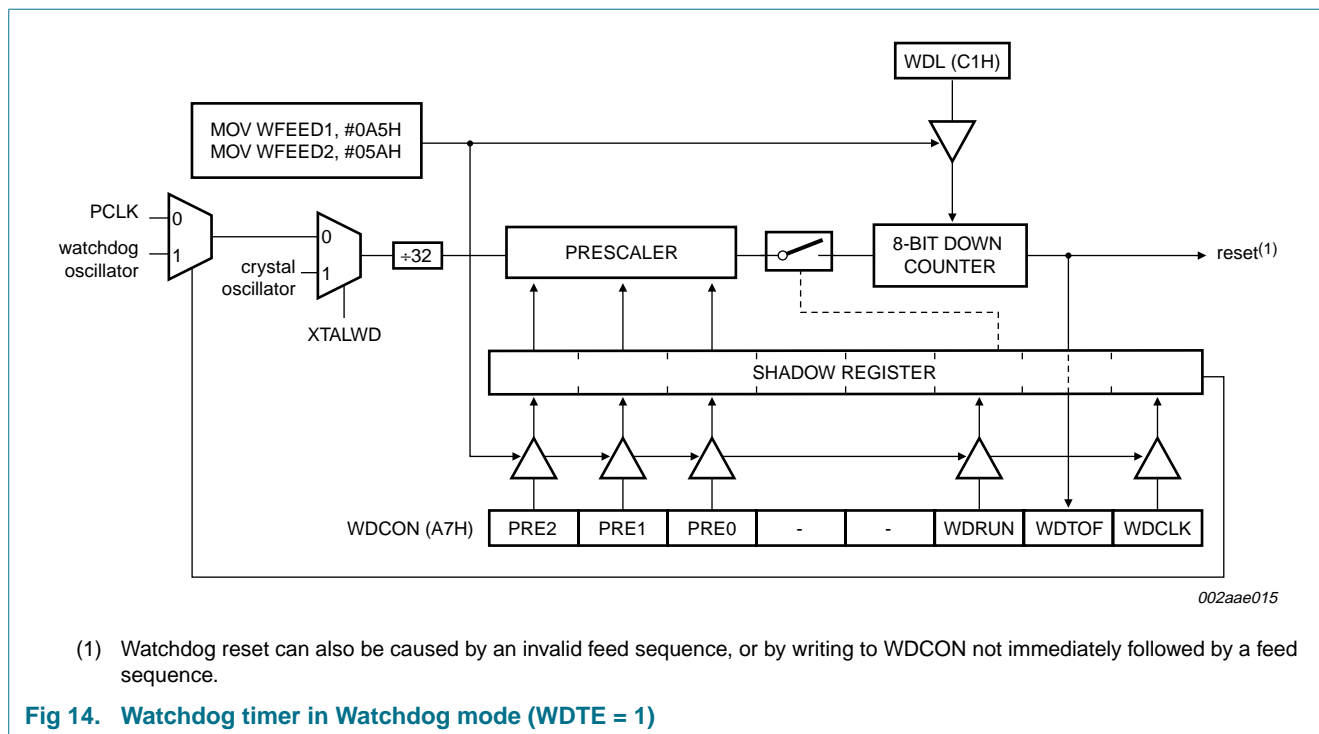 WDL (C1H)
MOV WFEED1, #0A5H
MOV WFEED2, #05AH
PCLK
0
watchdog
oscillator
1
0
crystal
oscillator
1
XTALWD
÷32
PRESCALER
8-BIT DOWN
COUNTER
reset(1)
SHADOW REGISTER
WDCON (A7H) PRE2 PRE1 PRE0 - - WDRUN WDTOF WDCLK
002aae015
(1) Watchdog reset can also be caused by an invalid feed sequence, or by writing to WDCON not immediately followed by a feed
sequence.
Fig 14. Watchdog timer in Watchdog mode (WDTE = 1)